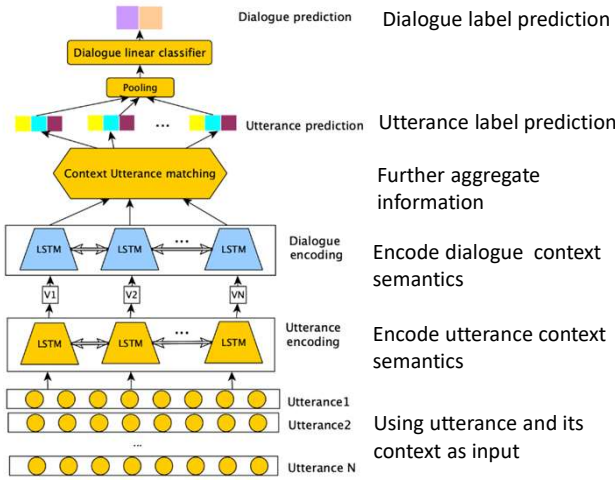 Dialogue prediction
Dialogue label prediction
Dialogue linear classifier
Pooling
Utterance prediction
Utterance label prediction
...
Context Utterance matching
Further aggregate
information
LSTM
LSTM
...
LSTM
Dialogue
encoding
Encode dialogue context
semantics
V1
V2
VN
LSTM
LSTM
...
LSTM
Utterance
encoding
Encode utterance context
semantics
Utterance1
Utterance2
...
Utterance N
Using utterance and its
context as input